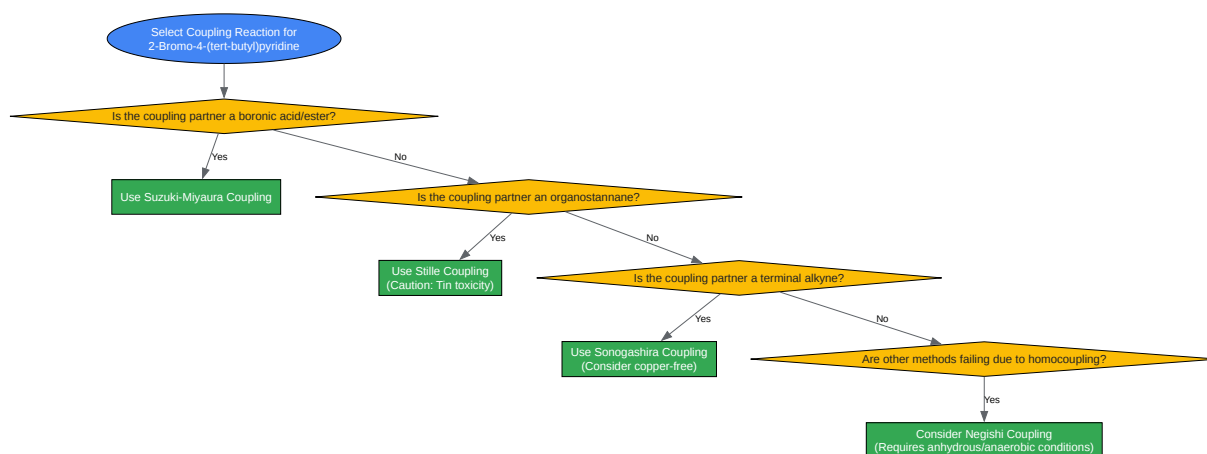 Select Coupling Reaction for
2-Bromo-4-(tert-butyl)pyridine
Is the coupling partner a boronic acid/ester?
Yes
No
Use Suzuki-Miyaura Coupling
Is the coupling partner an organostannane?
Yes
No
Use Stille Coupling
(Caution: Tin toxicity)
Is the coupling partner a terminal alkyne?
Yes
No
Use Sonogashira Coupling
(Consider copper-free)
Are other methods failing due to homocoupling?
Yes
Consider Negishi Coupling
(Requires anhydrous/anaerobic conditions)